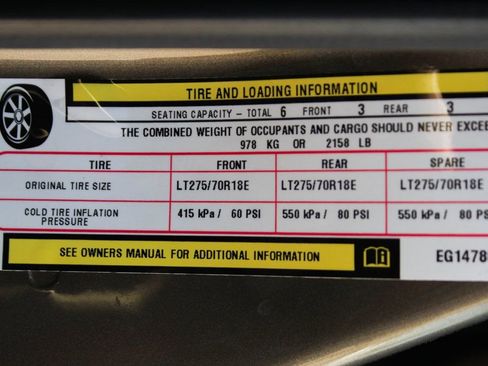 TIRE AND LOADING INFORMATION
SEATING CAPACITY - TOTAL 6 FRONT 3 REAR 3
THE COMBINED WEIGHT OF OCCUPANTS AND CARGO SHOULD NEVER EXCEE
978 KG OR 2158 LB
TIRE FRONT REAR SPARE
ORIGINAL TIRE SIZE LT275/70R18E LT275/70R18E LT275/70R18E
COLD TIRE INFLATION PRESSURE 415 kPa / 60 PSI 550 kPa / 80 PSI 550 kPa / 80 PSI
SEE OWNERS MANUAL FOR ADDITIONAL INFORMATION EG1478